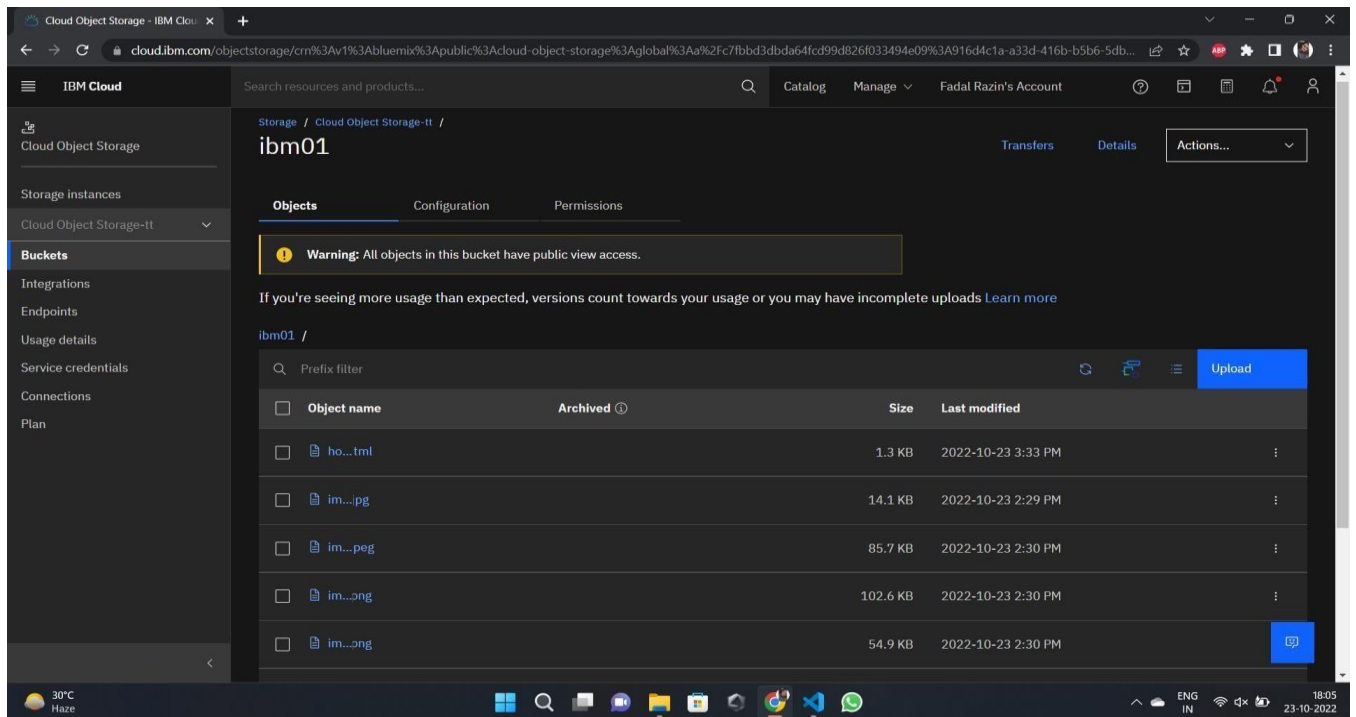 Cloud Object Storage - IBM Clou
cloud.ibm.com/objectstorage/crn%3Av1%3Abluemix%3Apublic%3Acloud-object-storage%3Aglobal%3Aa%2Fc7fbbd3dbda64fcd99d826f033494e09%3A916d4c1a-a33d-416b-b5b6-5db...
ABP
IBM Cloud
Search resources and products...
Catalog
Manage
Fadal Razin's Account
Cloud Object Storage
Storage instances
Cloud Object Storage-tt
Buckets
Integrations
Endpoints
Usage details
Service credentials
Connections
Plan
Storage / Cloud Object Storage-tt /
ibm01
Transfers
Details
Actions...
Objects
Configuration
Permissions
Warning: All objects in this bucket have public view access.
If you're seeing more usage than expected, versions count towards your usage or you may have incomplete uploads Learn more
ibm01 /
Prefix filter
Upload
Object name Archived Size Last modified
ho...tml 1.3 KB 2022-10-23 3:33 PM
im...jpg 14.1 KB 2022-10-23 2:29 PM
im...peg 85.7 KB 2022-10-23 2:30 PM
im...png 102.6 KB 2022-10-23 2:30 PM
im...png 54.9 KB 2022-10-23 2:30 PM
30°C
Haze
ENG
IN
18:05
23-10-2022